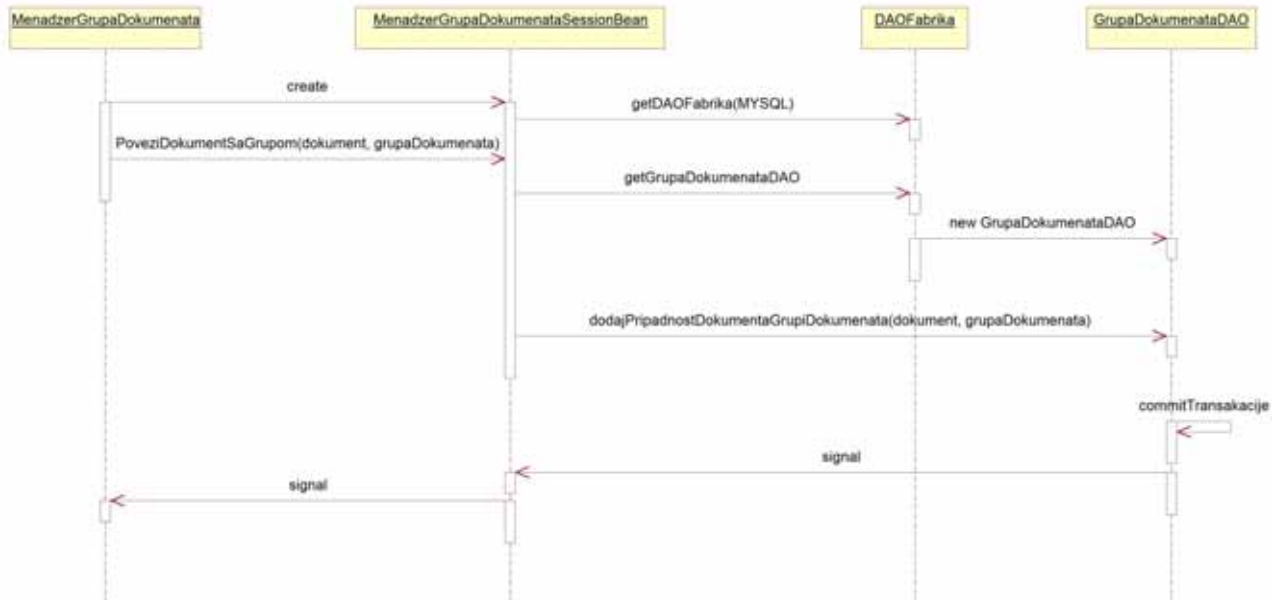 MenadzerGrupaDokumenata
MenadzerGrupaDokumenataSessionBean
DAOFabrika
GrupaDokumenataDAO
create
getDAOFabrika(MYSQL)
PoveziDokumentSaGrupom(dokument, grupaDokumenata)
getGrupaDokumenataDAO
new GrupaDokumenataDAO
dodajPripadnostDokumentaGrupiDokumenata(dokument, grupaDokumenata)
commitTransakacije
signal
signal